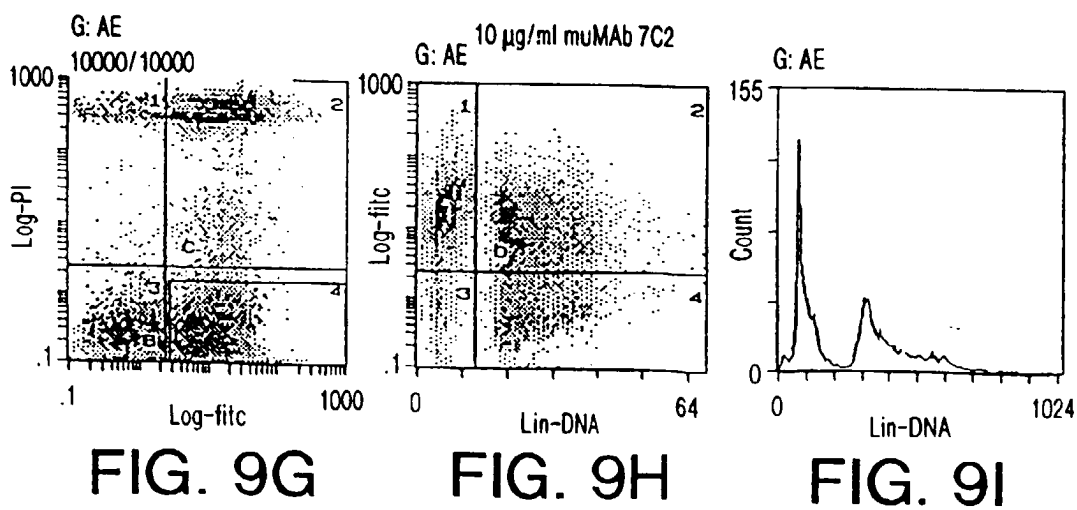 G: AE
10000/10000
1000
Log-PI
.1
1
2
C
3
4
B
.1
1000
Log-fitc
FIG. 9G
10 µg/ml muMAb 7C2
G: AE
1000
Log-fitc
.1
1
2
D
3
4
0
64
Lin-DNA
FIG. 9H
G: AE
155
Count
0
0
1024
Lin-DNA
FIG. 9I